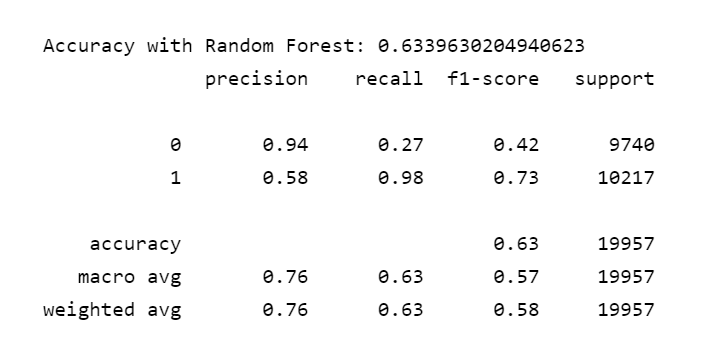 Accuracy with Random Forest: 0.6339630204940623
precision recall f1-score support
0 0.94 0.27 0.42 9740
1 0.58 0.98 0.73 10217
accuracy 0.63 19957
macro avg 0.76 0.63 0.57 19957
weighted avg 0.76 0.63 0.58 19957